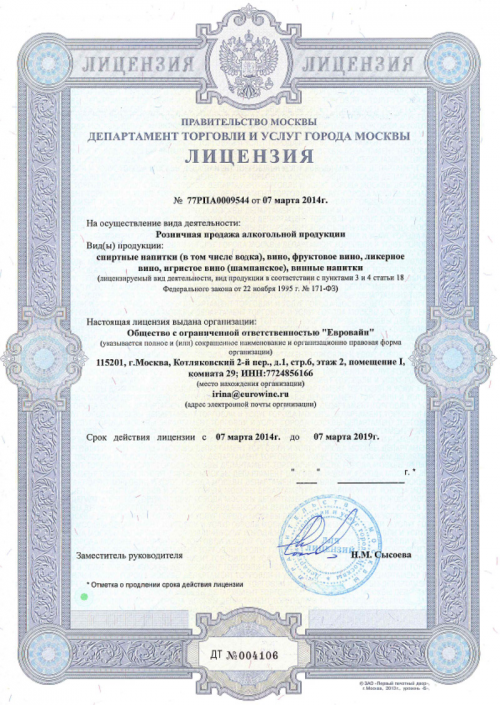 ЛИЦЕНЗИЯ ЛИЦЕНЗИЯ
ПРАВИТЕЛЬСТВО МОСКВЫ
ДЕПАРТАМЕНТ ТОРГОВЛИ И УСЛУГ ГОРОДА МОСКВЫ
ЛИЦЕНЗИЯ
№ 77РПА0009544 от 07 марта 2014г.
На осуществление вида деятельности:
Розничная продажа алкогольной продукции
Вид(ы) продукции:
спиртные напитки (в том числе водка), вино, фруктовое вино, ликерное
вино, игристое вино (шампанское), винные напитки
(лицензируемый вид деятельности, вид продукции в соответствии с пунктами 3 и 4 статьи 18
Федерального закона от 22 ноября 1995 г. № 171-ФЗ)
Настоящая лицензия выдана организации:
Общество с ограниченной ответственностью "Евровайн"
(указывается полное и (или) сокращенное наименование и организационно правовая форма
организации)
115201, г.Москва, Котляковский 2-й пер., д.1, стр.6, этаж 2, помещение I,
комната 29; ИНН:7724856166
(место нахождения организации)
irina@eurowine.ru
(адрес электронной почты организации)
Срок действия лицензии с 07 марта 2014г. до 07 марта 2019г.
" " г. *
ДЛЯ
ЛИЦЕНЗИЙ
Заместитель руководителя Н.М. Сысоева
* Отметка о продлении срока действия лицензии
ДТ №004106
© ЗАО «Первый печатный двор»,
г. Москва, 2013г., уровень «Б».